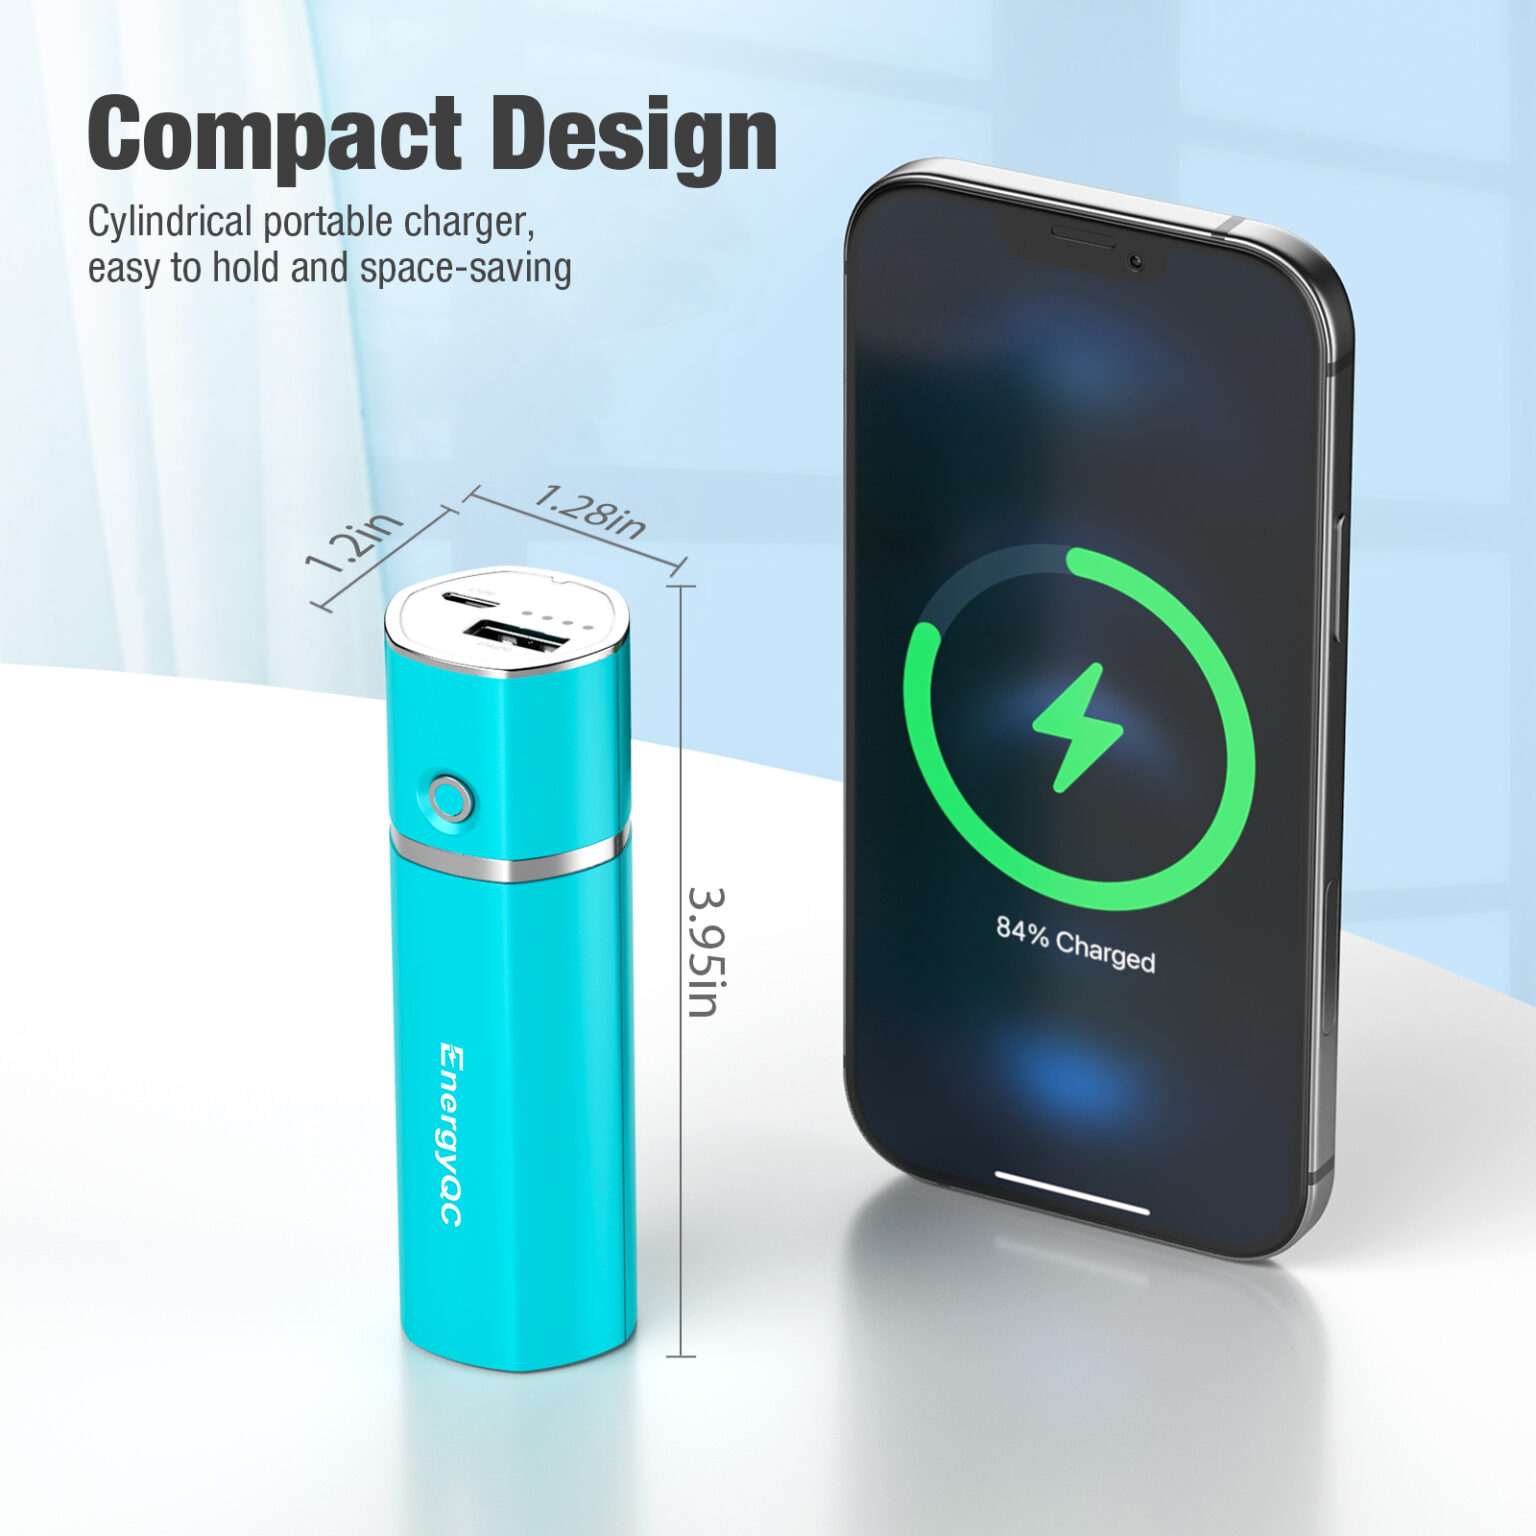 Compact Design
Cylindrical portable charger,
easy to hold and space-saving
1.2in
1.28in
3.95in
EnergyQC
84% Charged